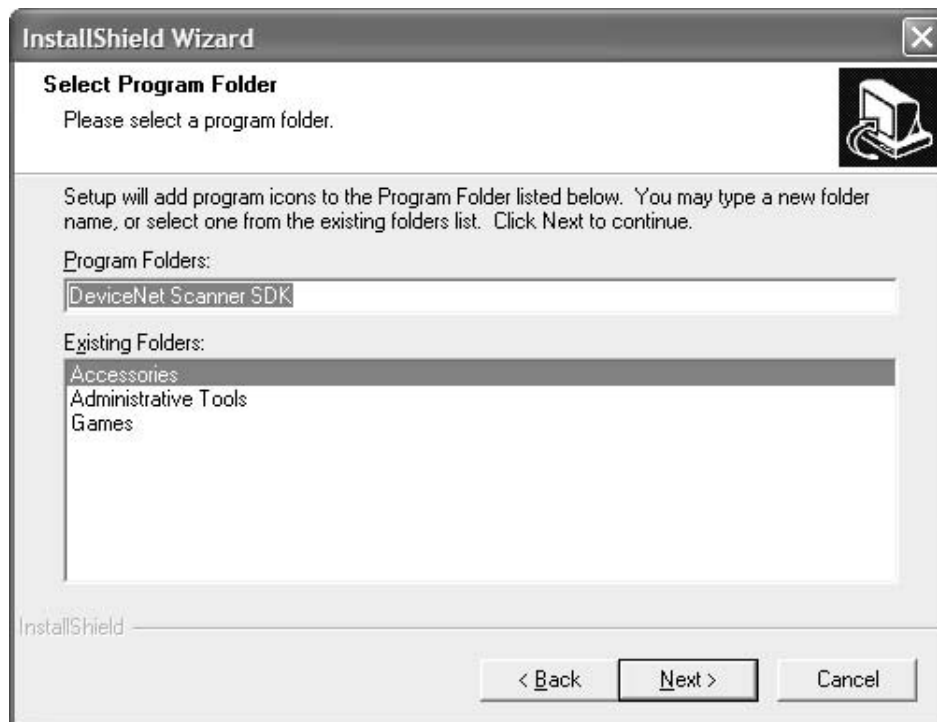 InstallShield Wizard
Select Program Folder
Please select a program folder.
Setup will add program icons to the Program Folder listed below.  You may type a new folder
name, or select one from the existing folders list.  Click Next to continue.
Program Folders:
DeviceNet Scanner SDK
Existing Folders:
Accessories
Administrative Tools
Games
InstallShield
< Back Next > Cancel